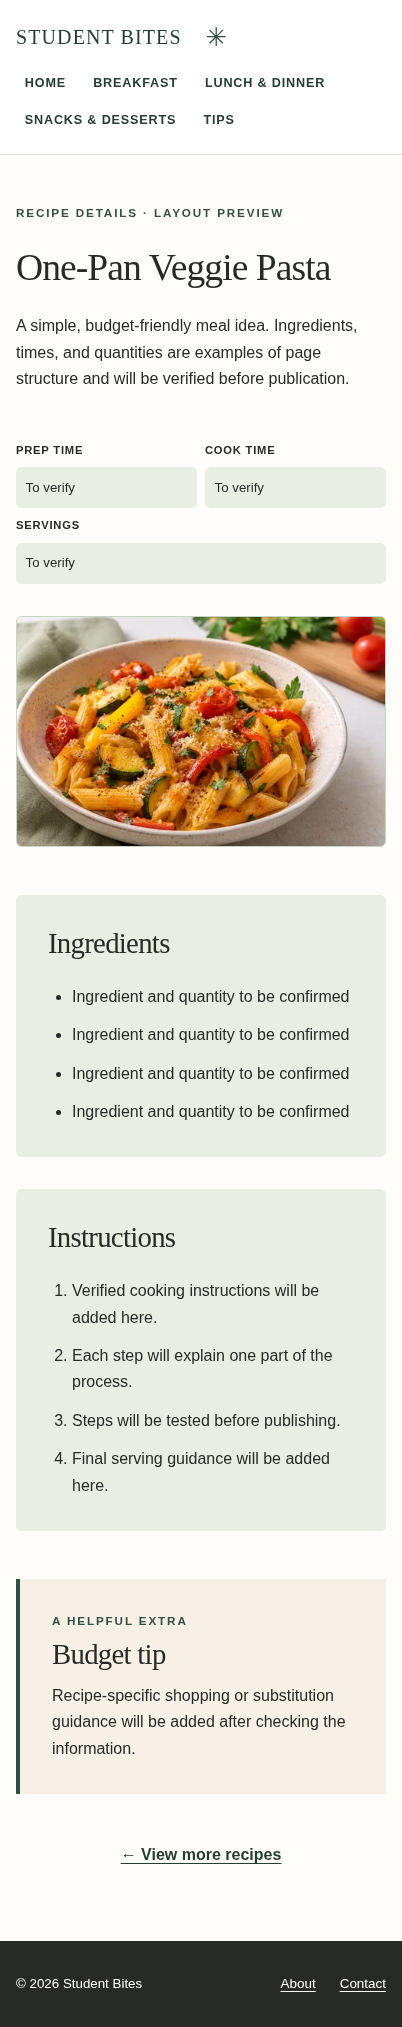 STUDENT BITES ✳
HOME BREAKFAST LUNCH & DINNER
SNACKS & DESSERTS TIPS
RECIPE DETAILS · LAYOUT PREVIEW
One-Pan Veggie Pasta
A simple, budget-friendly meal idea. Ingredients,
times, and quantities are examples of page
structure and will be verified before publication.
PREP TIME COOK TIME
To verify To verify
SERVINGS
To verify
Ingredients
• Ingredient and quantity to be confirmed
• Ingredient and quantity to be confirmed
• Ingredient and quantity to be confirmed
• Ingredient and quantity to be confirmed
Instructions
1. Verified cooking instructions will be
added here.
2. Each step will explain one part of the
process.
3. Steps will be tested before publishing.
4. Final serving guidance will be added
here.
A HELPFUL EXTRA
Budget tip
Recipe-specific shopping or substitution
guidance will be added after checking the
information.
← View more recipes
© 2026 Student Bites About Contact